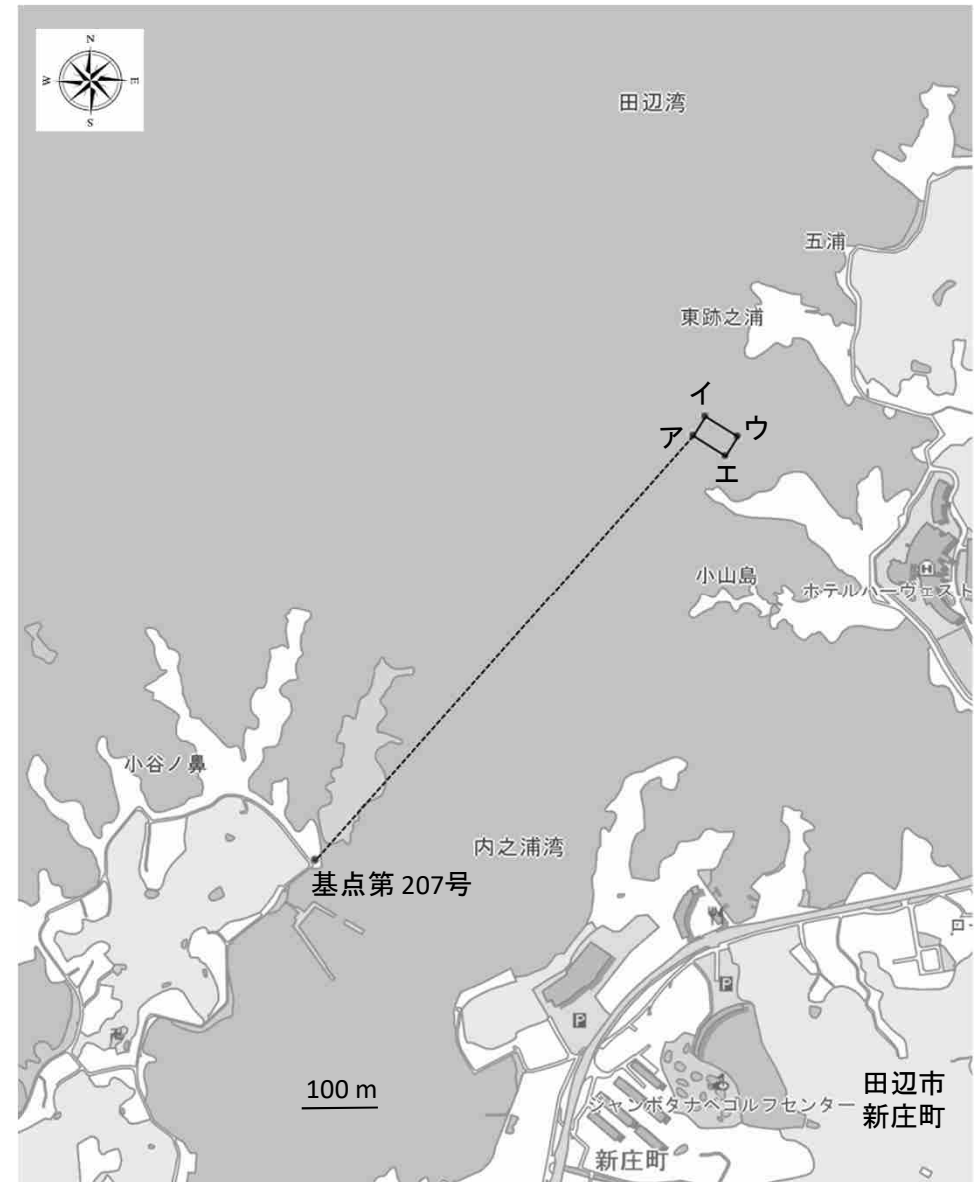 N
W
E
S
田辺湾
五浦
東跡之浦
イ
ア
ウ
エ
小山島
ホテルハーヴェスト
H
小谷ノ鼻
内之浦湾
基点第 207号
ロー
P
P
卍
100 m
田辺市
新庄町
ジャンボタナベゴルフセンター
新庄町